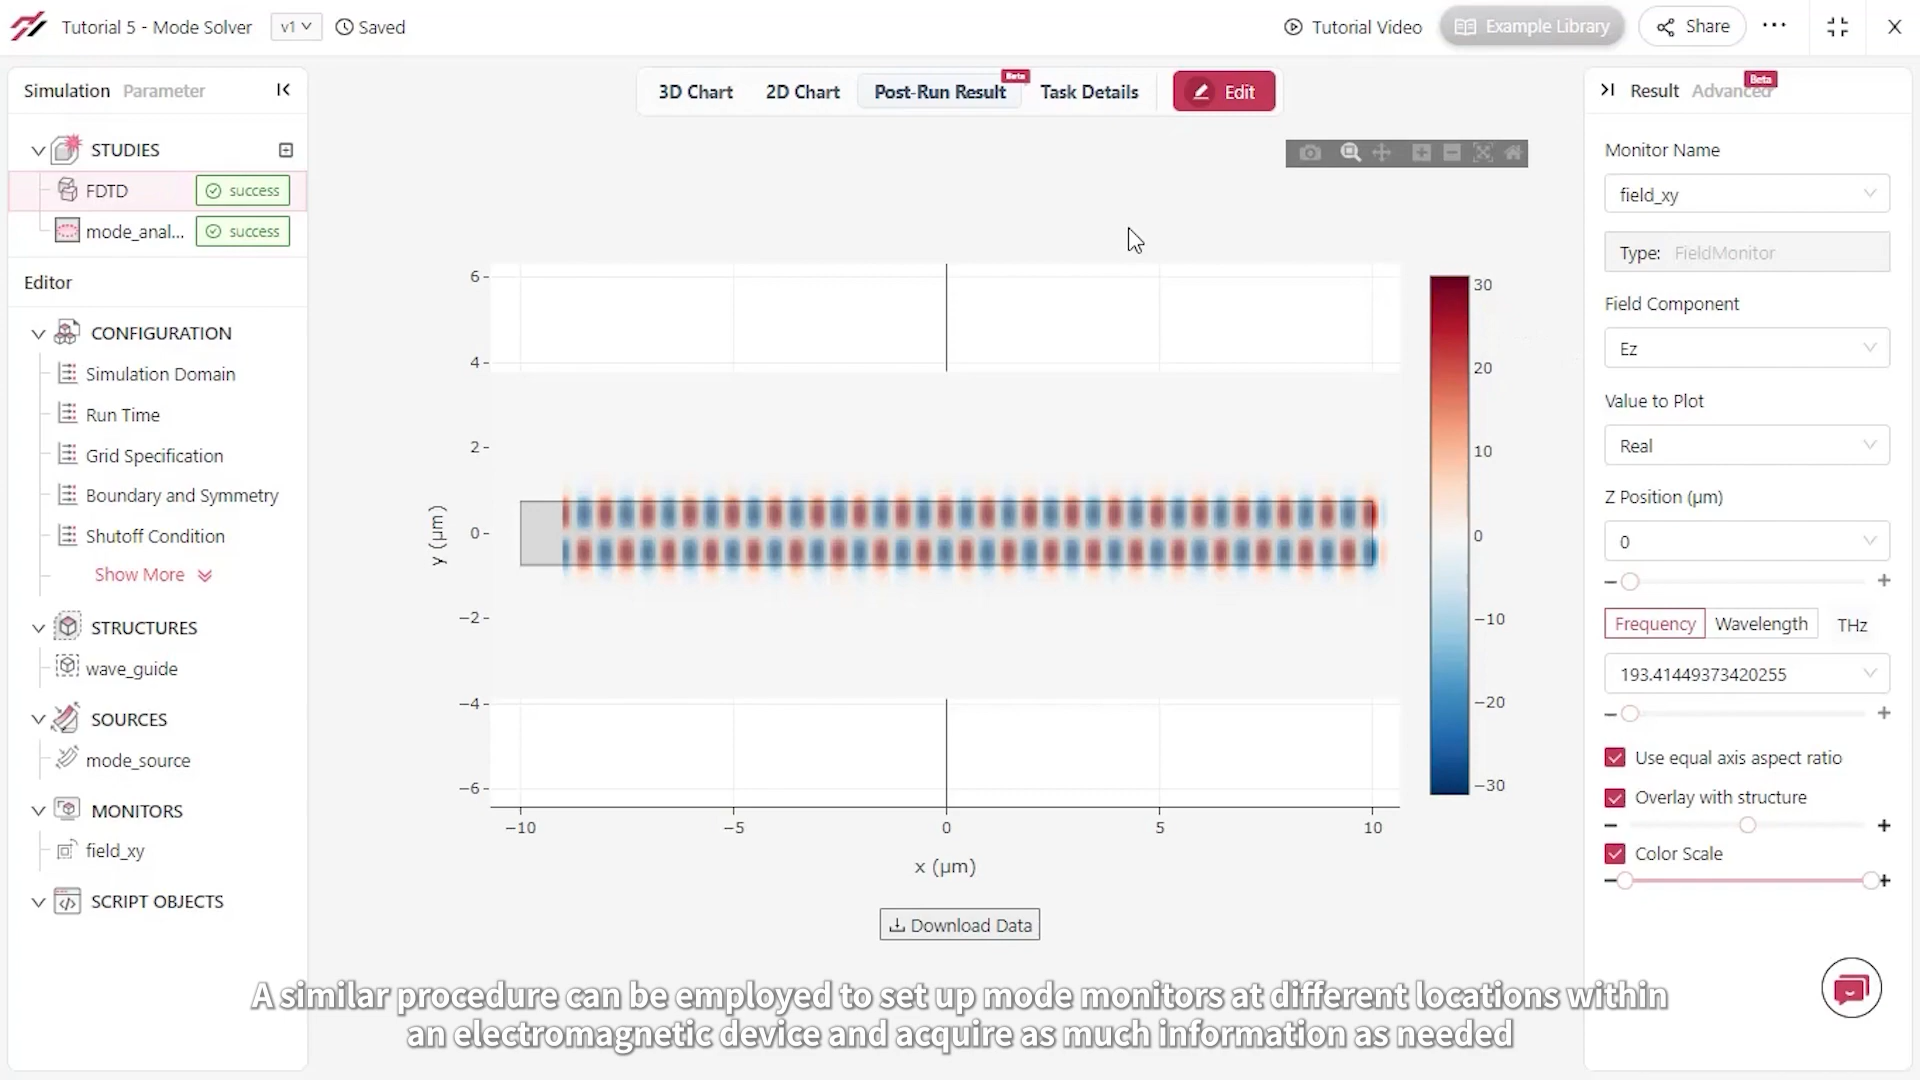 Tutorial 5 - Mode Solver
v1
Saved
Tutorial Video
Example Library
Share
Simulation
Parameter
STUDIES
FDTD
success
mode_anal...
success
Editor
CONFIGURATION
Simulation Domain
Run Time
Grid Specification
Boundary and Symmetry
Shutoff Condition
Show More
STRUCTURES
wave_guide
SOURCES
mode_source
MONITORS
field_xy
SCRIPT OBJECTS
3D Chart
2D Chart
Post-Run Result
Beta
Task Details
Edit
6
4
2
0
−2
−4
−6
y (μm)
−10
−5
0
5
10
x (μm)
30
20
10
0
−10
−20
−30
Download Data
Result
Advanced
Beta
Monitor Name
field_xy
Type: FieldMonitor
Field Component
Ez
Value to Plot
Real
Z Position (μm)
0
Frequency
Wavelength
THz
193.41449373420255
Use equal axis aspect ratio
Overlay with structure
Color Scale
A similar procedure can be employed to set up mode monitors at different locations within
an electromagnetic device and acquire as much information as needed